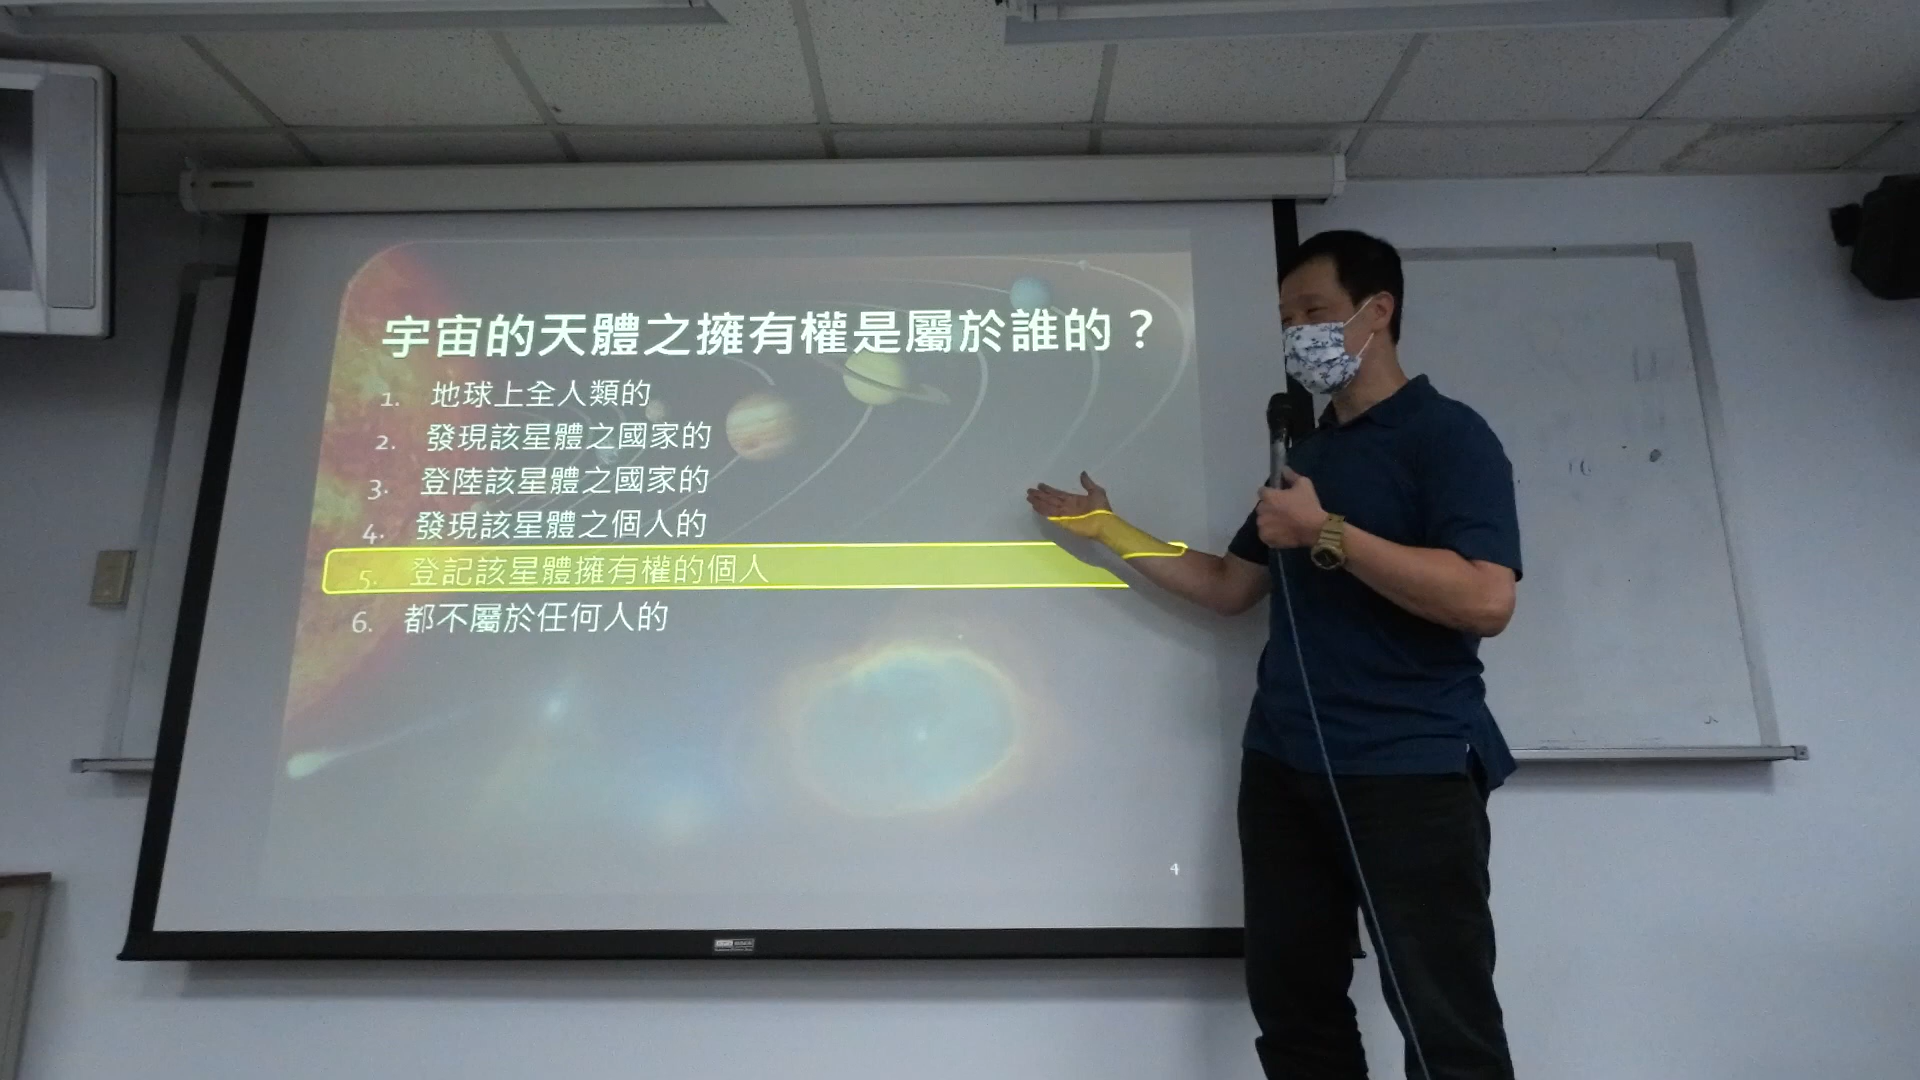 宇宙的天體之擁有權是屬於誰的？
1. 地球上全人類的
2. 發現該星體之國家的
3. 登陸該星體之國家的
4. 發現該星體之個人的
5. 登記該星體擁有權的個人
6. 都不屬於任何人的
4